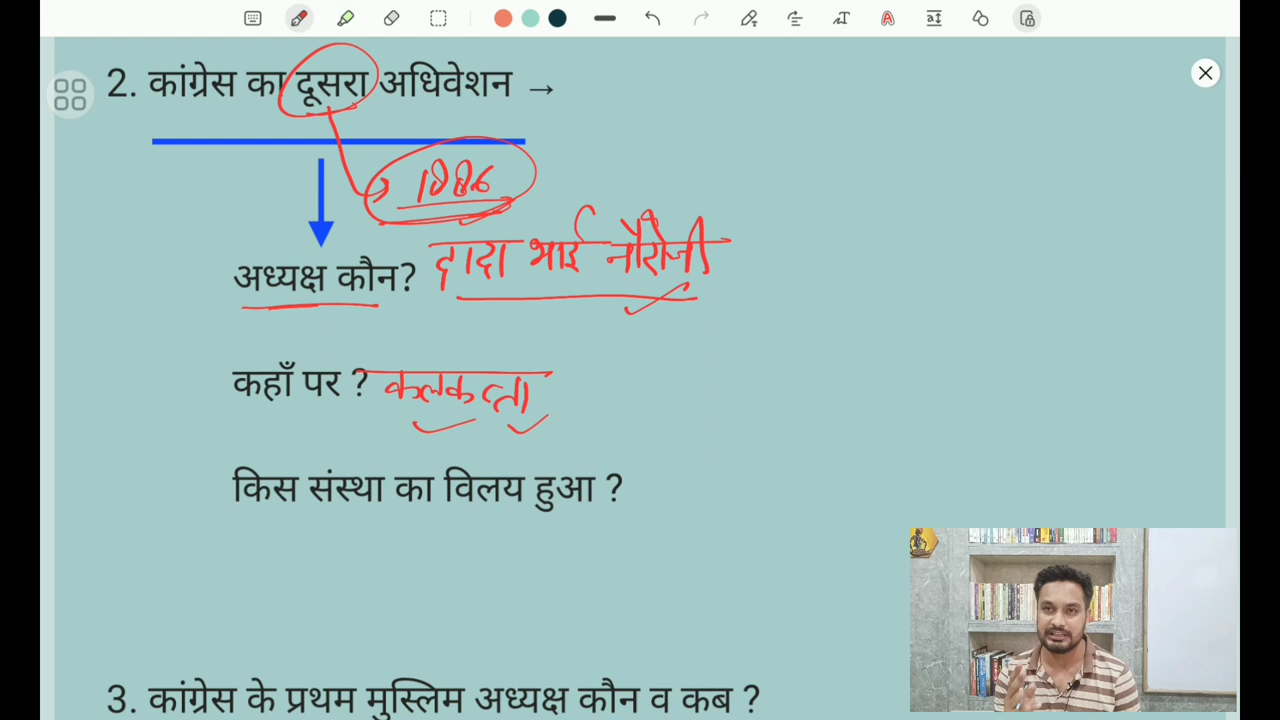 2. कांग्रेस का दूसरा अधिवेशन →
1886
अध्यक्ष कौन? दादा भाई नौरोजी
कहाँ पर ? कलकत्ता
किस संस्था का विलय हुआ ?
3. कांग्रेस के प्रथम मुस्लिम अध्यक्ष कौन व कब ?